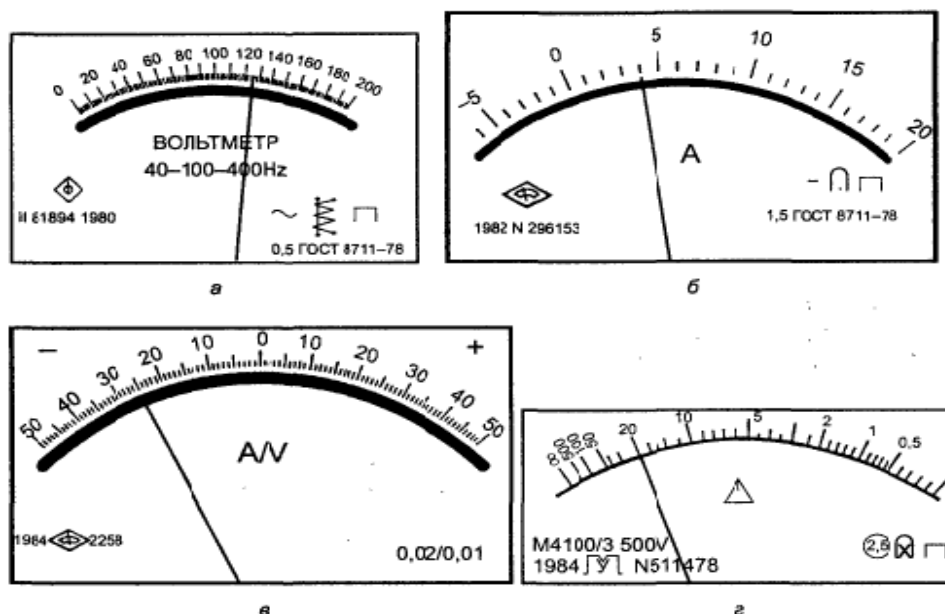 0 20 40 60 80 100 120 140 160 180 200
ВОЛЬТМЕТР
40–100–400Hz
81894 1980
0,5 ГОСТ 8711–78
а
-5 0 5 10 15 20
А
1982 N 296153
1,5 ГОСТ 8711–78
б
– +
50 40 30 20 10 0 10 20 30 40 50
A/V
1984 2258
0,02/0,01
в
20 10 5 2 1 0,5
M4100/3 500V
2,5
1984 У N511478
г